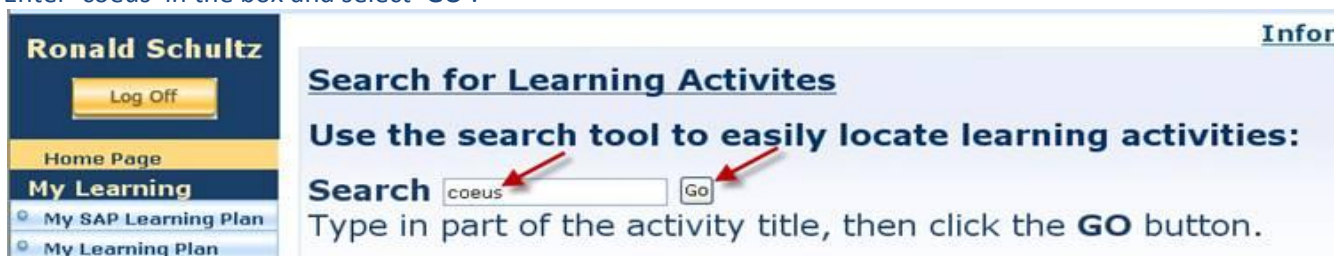 Ronald Schultz
Log Off
Home Page
My Learning
My SAP Learning Plan
My Learning Plan
Search for Learning Activites
Use the search tool to easily locate learning activities:
Search coeus Go
Type in part of the activity title, then click the GO button.